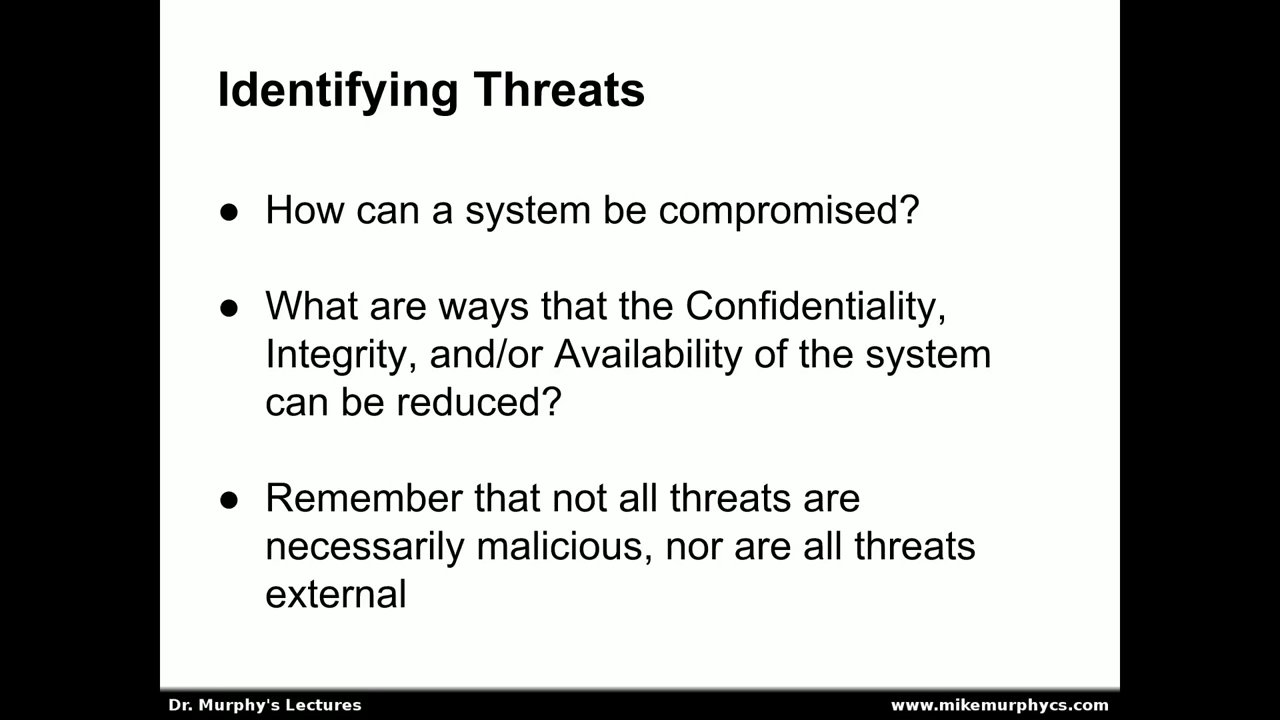 Identifying Threats
● How can a system be compromised?
● What are ways that the Confidentiality,
Integrity, and/or Availability of the system
can be reduced?
● Remember that not all threats are
necessarily malicious, nor are all threats
external
Dr. Murphy's Lectures
www.mikemurphycs.com